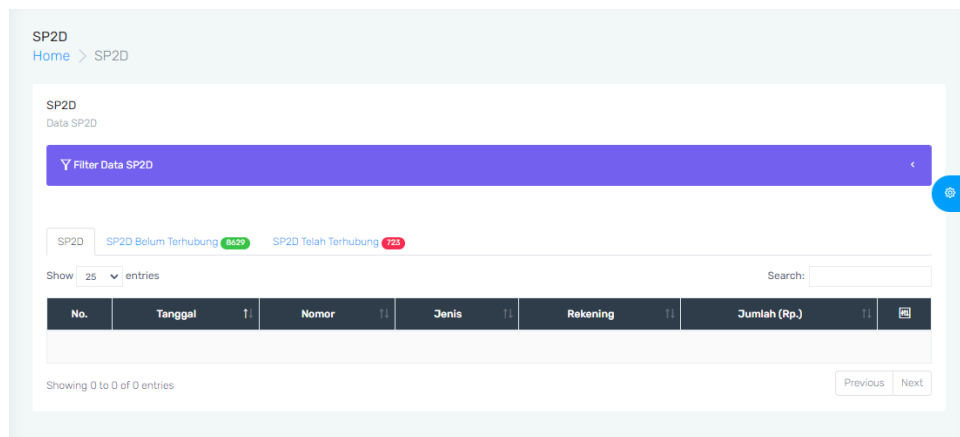 SP2D
Home > SP2D
SP2D
Data SP2D
Filter Data SP2D
SP2D SP2D Belum Terhubung 8629 SP2D Telah Terhubung 723
Show 25 entries Search:
No. Tanggal Nomor Jenis Rekening Jumlah (Rp.)
Showing 0 to 0 of 0 entries
Previous Next